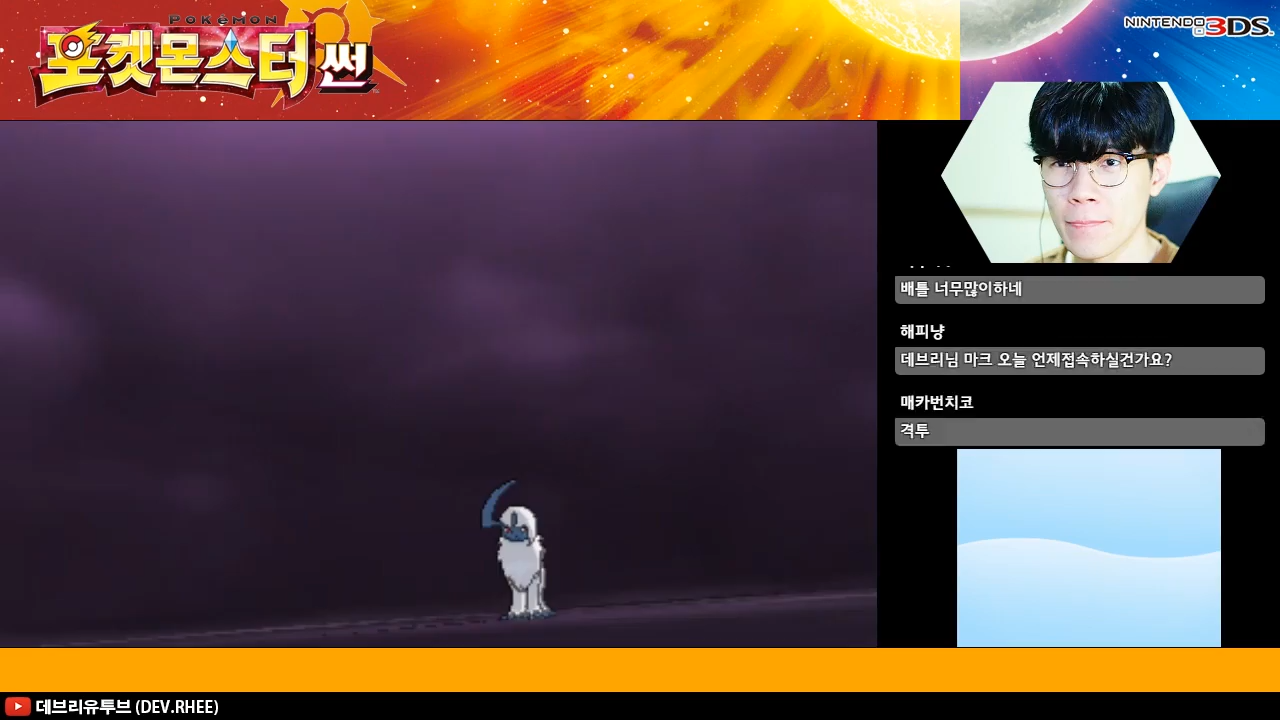 POKéMON
포켓몬스터 썬
NINTENDO 3DS
배틀 너무많이하네
해피냥
데브리님 마크 오늘 언제접속하실건가요?
매카번치코
격투
데브리유투브 (DEV.RHEE)